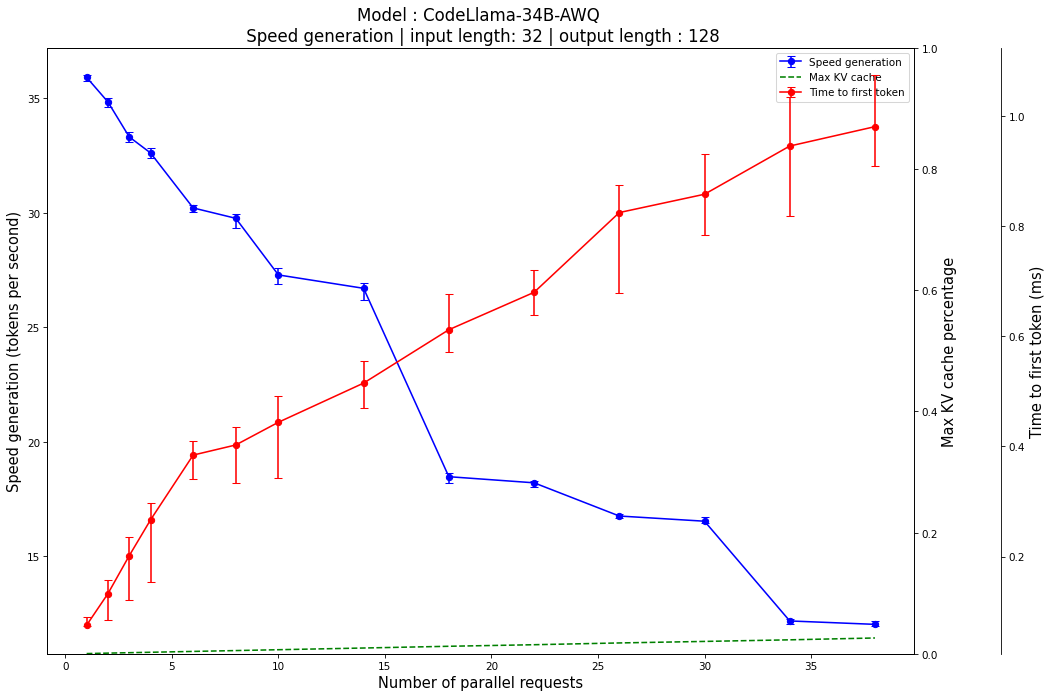 Model : CodeLlama-34B-AWQ
Speed generation | input length: 32 | output length : 128
Speed generation
Max KV cache
Time to first token
Speed generation (tokens per second)
35
30
25
20
15
0 5 10 15 20 25 30 35
Number of parallel requests
1.0
0.8
0.6
0.4
0.2
0.0
Max KV cache percentage
1.0
0.8
0.6
0.4
0.2
Time to first token (ms)